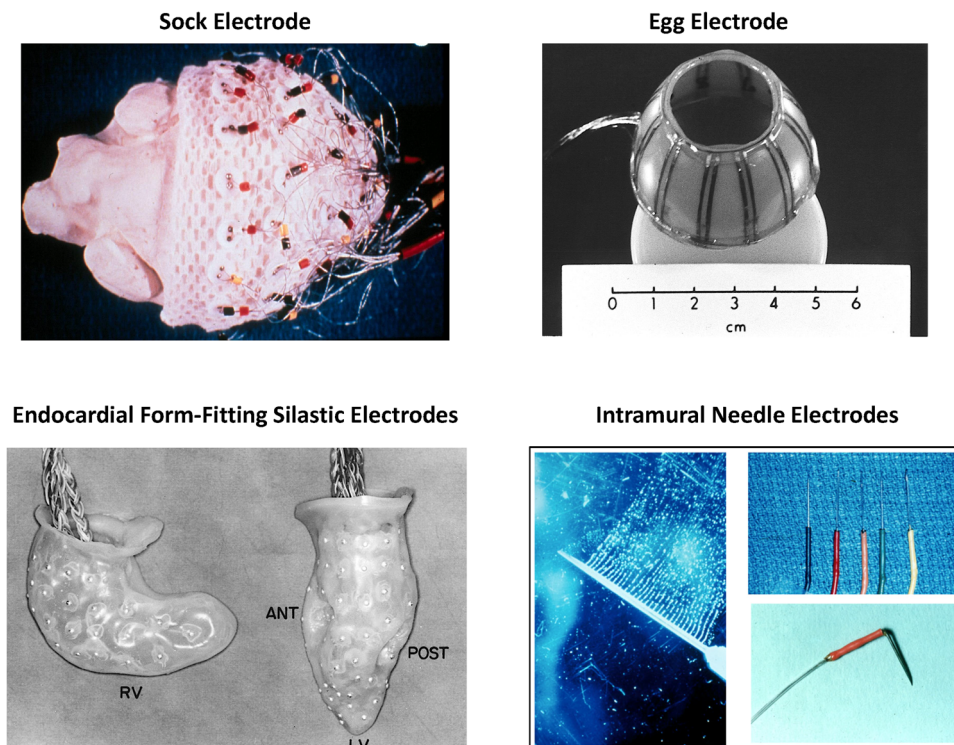 Sock Electrode
Egg Electrode
0 1 2 3 4 5 6
cm
Endocardial Form-Fitting Silastic Electrodes
Intramural Needle Electrodes
ANT
POST
RV
LV